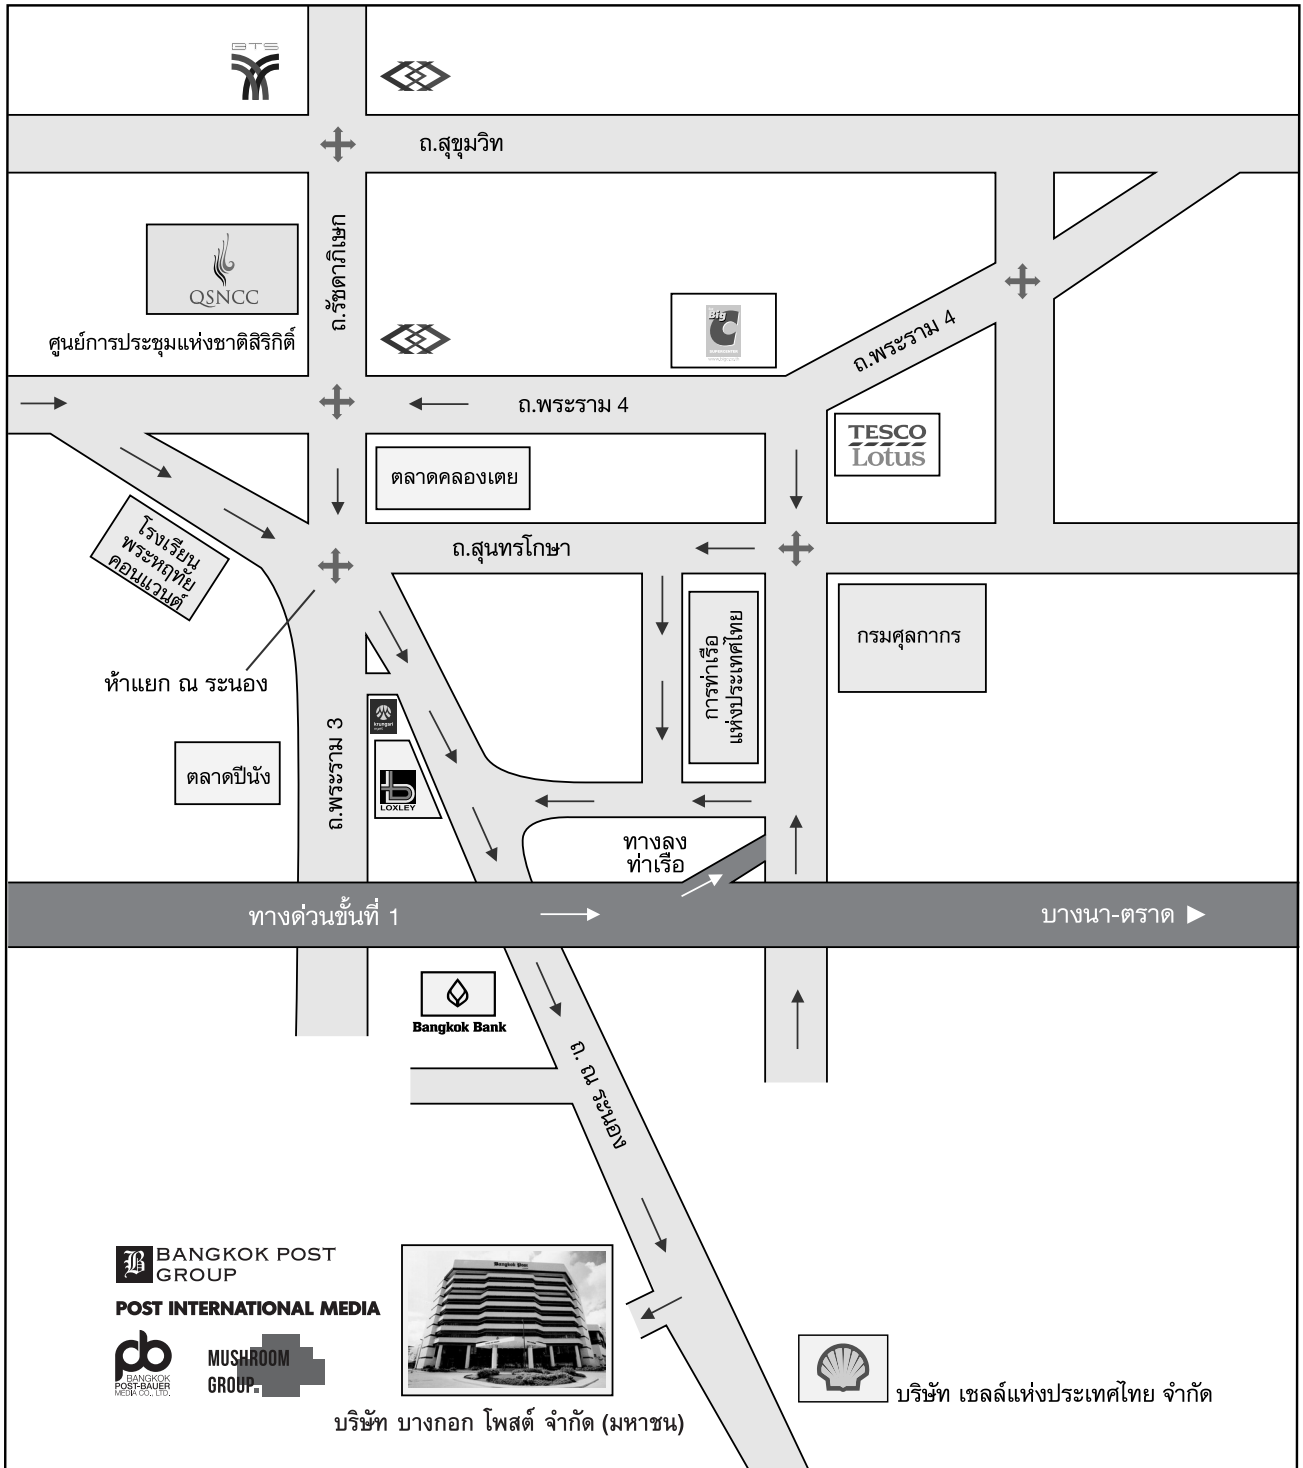 BTS
ถ.สุขุมวิท
ถ.รัชดาภิเษก
QSNCC
ศูนย์การประชุมแห่งชาติสิริกิติ์
Big
C
SUPERCENTER
ถ.พระราม 4
ถ.พระราม 4
TESCO
Lotus
ตลาดคลองเตย
โรงเรียน
พระหฤทัย
คอนแวนต์
ถ.สุนทรโกษา
การท่าเรือ
แห่งประเทศไทย
กรมศุลกากร
ห้าแยก ณ ระนอง
krungsri
ถ.พระราม 3
ตลาดปีนัง
LOXLEY
ทางลง
ท่าเรือ
ทางด่วนขั้นที่ 1
บางนา-ตราด
Bangkok Bank
ถ. ณ ระนอง
B BANGKOK POST
GROUP
POST INTERNATIONAL MEDIA
Bangkok Post
pb
BANGKOK
POST-BAUER
MEDIA CO., LTD.
MUSHROOM
GROUP.
บริษัท บางกอก โพสต์ จำกัด (มหาชน)
บริษัท เชลล์แห่งประเทศไทย จำกัด